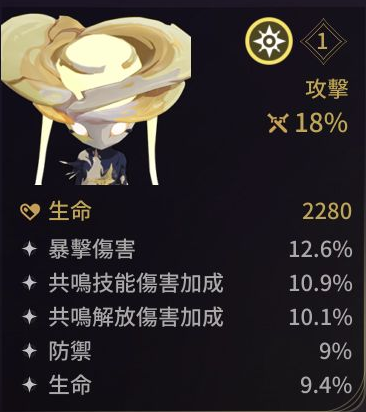 1
攻擊
18%
生命 2280
暴擊傷害 12.6%
共鳴技能傷害加成 10.9%
共鳴解放傷害加成 10.1%
防禦 9%
生命 9.4%